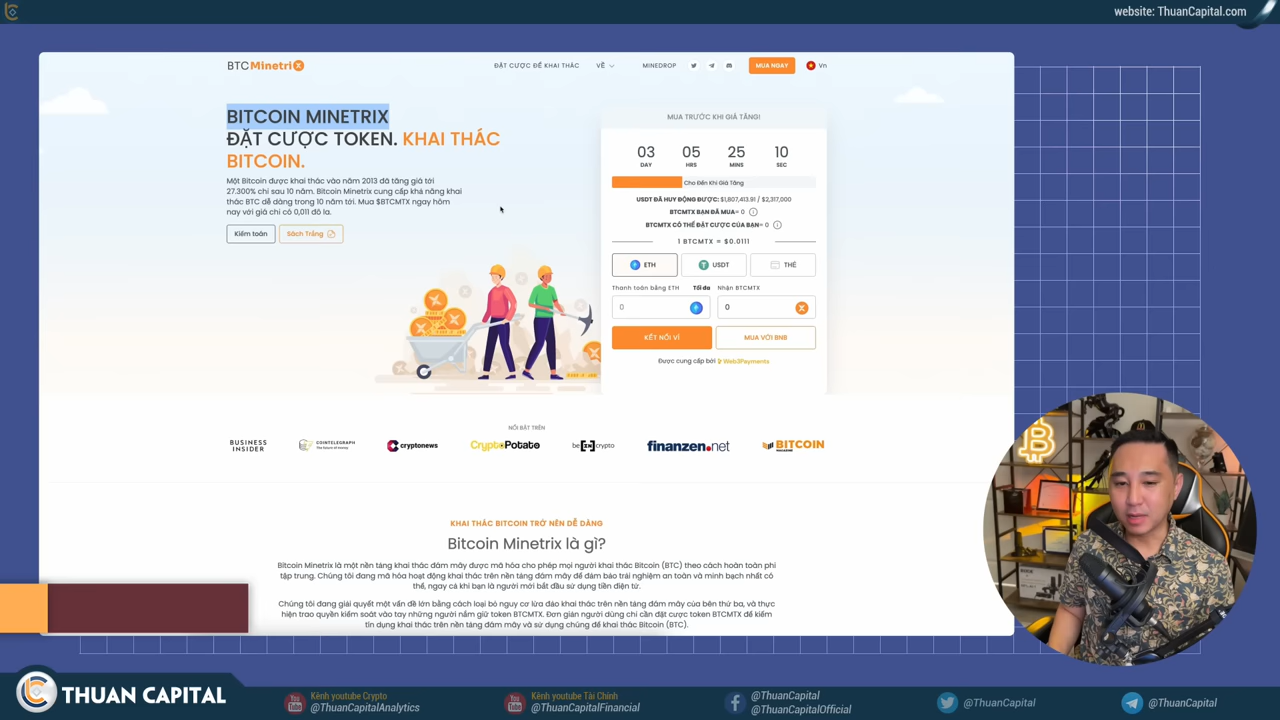 website: ThuanCapital.com
BTC Minetrix
ĐẶT CƯỢC ĐỂ KHAI THÁC
VỀ
MINEDROP
MUA NGAY
Vn
BITCOIN MINETRIX
ĐẶT CƯỢC TOKEN. KHAI THÁC
BITCOIN.
Một Bitcoin được khai thác vào năm 2013 đã tăng giá tới
27.300% chỉ sau 10 năm. Bitcoin Minetrix cung cấp khả năng khai
thác BTC dễ dàng trong 10 năm tới. Mua $BTCMTX ngay hôm
nay với giá chỉ có 0,011 đô la.
Kiểm toán
Sách Trắng
MUA TRƯỚC KHI GIÁ TĂNG!
03 05 25 10
DAY HRS MINS SEC
Cho Đến Khi Giá Tăng
USDT ĐÃ HUY ĐỘNG ĐƯỢC: $1,807,413.91 / $2,317,000
BTCMTX BẠN ĐÃ MUA= 0
BTCMTX CÓ THỂ ĐẶT CƯỢC CỦA BẠN= 0
1 BTCMTX = $0.0111
ETH
USDT
THẺ
Thanh toán bằng ETH Tối đa Nhận BTCMTX
0 0
KẾT NỐI VÍ
MUA VỚI BNB
Được cung cấp bởi Web3Payments
NỔI BẬT TRÊN
BUSINESS
INSIDER
COINTELEGRAPH
The future of money
cryptonews
CryptoPotato
be[IN]crypto
finanzen.net
BITCOIN
KHAI THÁC BITCOIN TRỞ NÊN DỄ DÀNG
Bitcoin Minetrix là gì?
Bitcoin Minetrix là một nền tảng khai thác đám mây được mã hóa cho phép mọi người khai thác Bitcoin (BTC) theo cách hoàn toàn phi
tập trung. Chúng tôi đang mã hóa hoạt động khai thác trên nền tảng đám mây để đảm bảo trải nghiệm an toàn và minh bạch nhất có
thể, ngay cả khi bạn là người mới bắt đầu sử dụng tiền điện tử.
Chúng tôi đang giải quyết một vấn đề lớn bằng cách loại bỏ nguy cơ lừa đảo khai thác trên nền tảng đám mây của bên thứ ba, và thực
hiện trao quyền kiểm soát vào tay những người nắm giữ token BTCMTX. Đơn giản người dùng chỉ cần đặt cược token BTCMTX để kiếm
tín dụng khai thác trên nền tảng đám mây và sử dụng chúng để khai thác Bitcoin (BTC).
THUAN CAPITAL
Kênh youtube Crypto
@ThuanCapitalAnalytics
Kênh youtube Tài Chính
@ThuanCapitalFinancial
@ThuanCapital
@ThuanCapitalOfficial
@ThuanCapital
@ThuanCapital